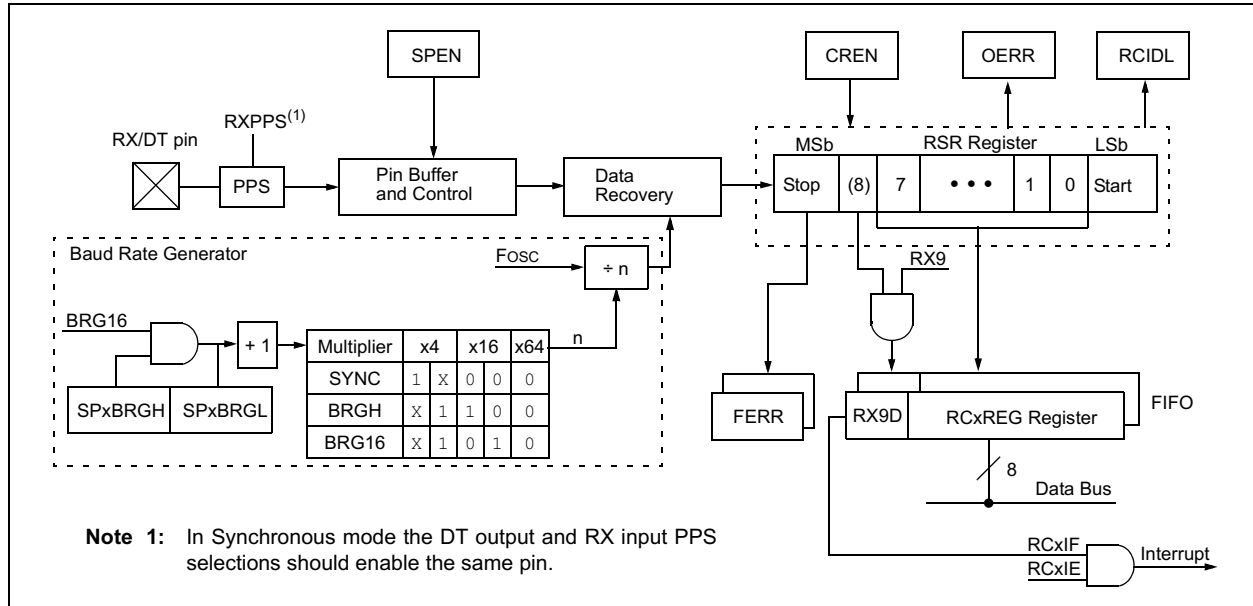 SPEN
CREN
OERR
RCIDL
RXPPS(1)
RX/DT pin
MSb
RSR Register
LSb
PPS
Pin Buffer
and Control
Data
Recovery
Stop
(8)
7
• • •
1
0
Start
Baud Rate Generator
FOSC
÷ n
RX9
BRG16
+ 1
n
Multiplier x4 x16 x64
SYNC 1 X 0 0 0
BRGH X 1 1 0 0
BRG16 X 1 0 1 0
SPxBRGH
SPxBRGL
FERR
RX9D
RCxREG Register
FIFO
8
Data Bus
Note 1: In Synchronous mode the DT output and RX input PPS
selections should enable the same pin.
RCxIF
RCxIE
Interrupt